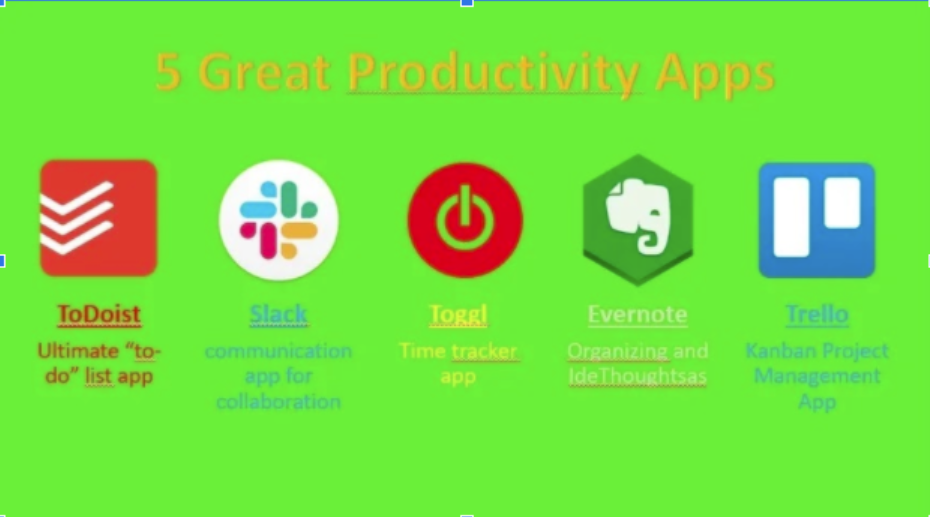 5 Great Productivity Apps
ToDoist
Ultimate “to-
do” list app
Slack
communication
app for
collaboration
Toggl
Time tracker
app
Evernote
Organizing and
IdeThoughtsas
Trello
Kanban Project
Management
App